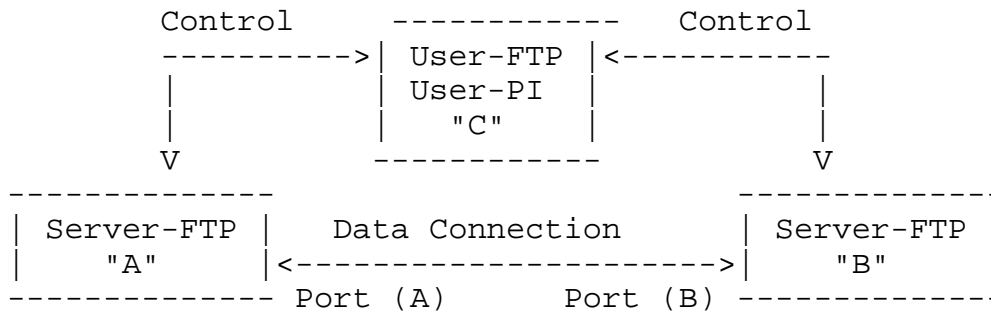 Control     ------------   Control
            ---------->| User-FTP |<-----------
            |          | User-PI  |           |
            |          |   "C"    |           |
            V          ------------           V
    --------------                        --------------
    | Server-FTP |   Data Connection      | Server-FTP
    |    "A"     |<---------------------->|    "B"
    -------------- Port (A)      Port (B) --------------